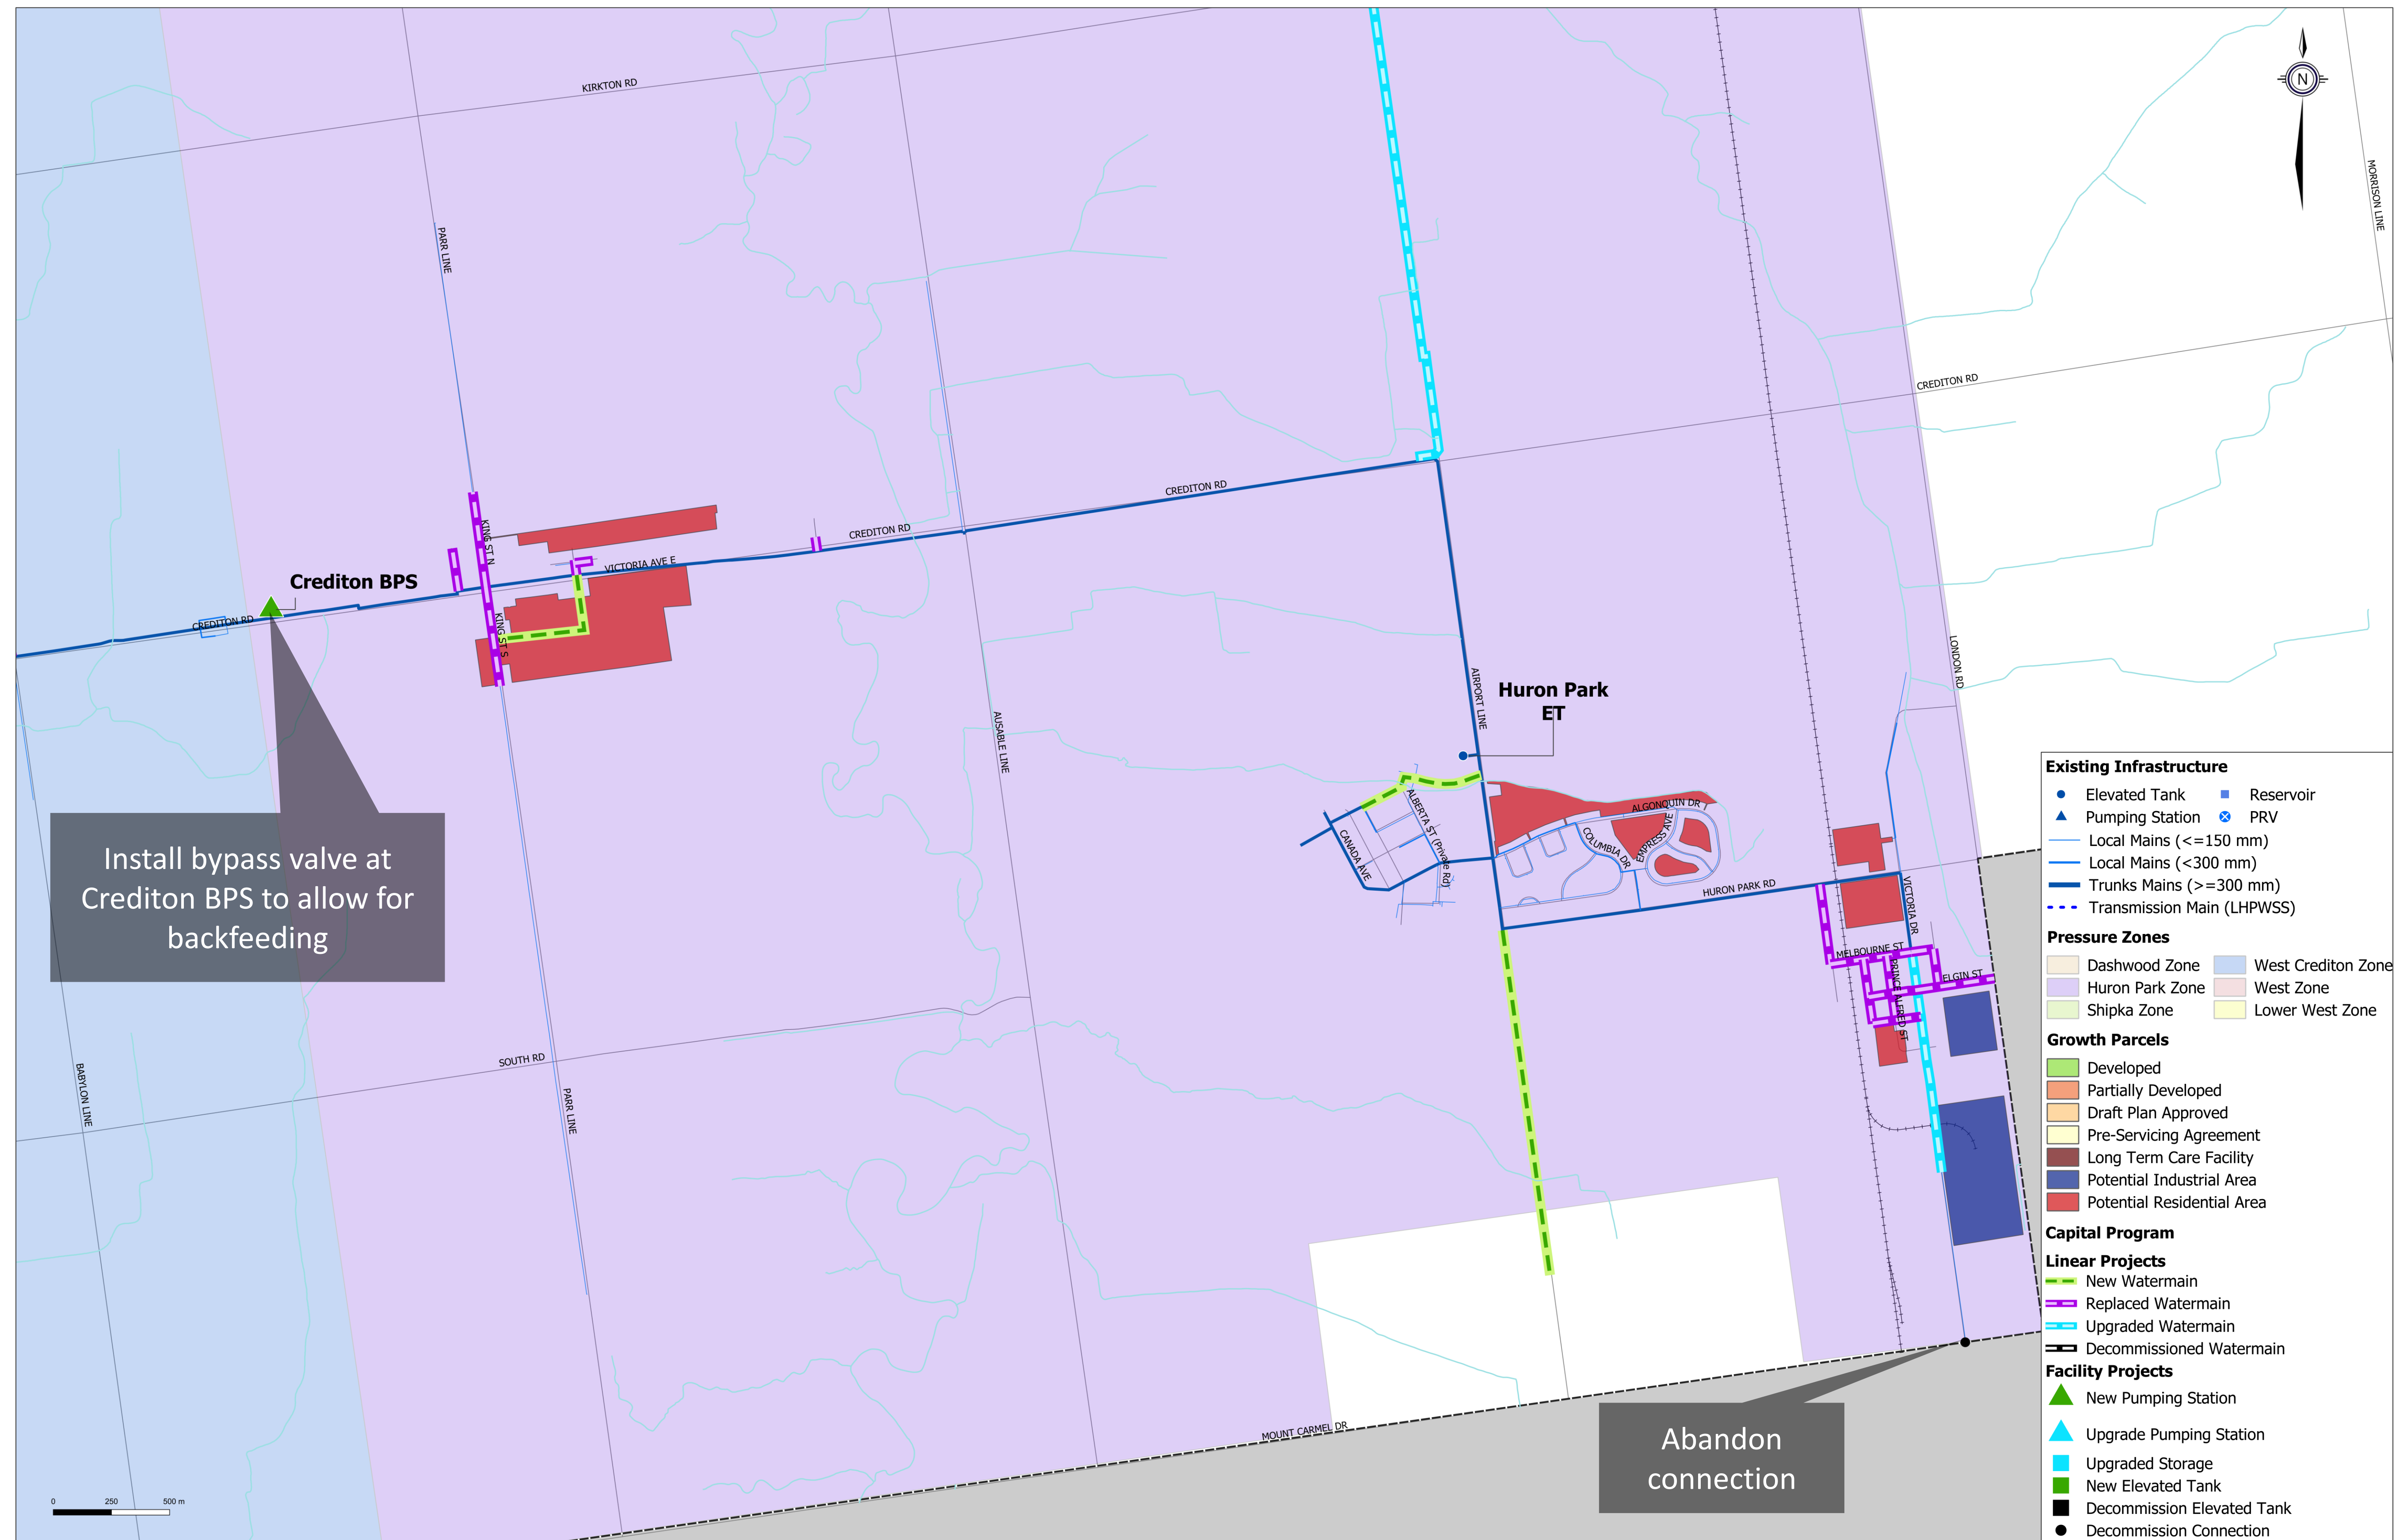 KIRKTON RD
N
MORRISON LINE
PARR LINE
CREDITON RD
CREDITON RD
CREDITON RD
KING ST N
VICTORIA AVE E
Crediton BPS
CREDITON RD
KING ST S
LONDON RD
AIRPORT LINE
Huron Park
ET
AUSABLE LINE
ALBERTA ST (Private Rd)
CANADA AVE
ALGONQUIN DR
COLUMBIA DR
EMPRESS AVE
HURON PARK RD
VICTORIA DR
MELBOURNE ST
PRINCE ALFRED ST
ELGIN ST
Install bypass valve at
Crediton BPS to allow for
backfeeding
SOUTH RD
BABYLON LINE
PARR LINE
MOUNT CARMEL DR
Abandon
connection
0 250 500 m
Existing Infrastructure
Elevated Tank Reservoir
Pumping Station PRV
Local Mains (<=150 mm)
Local Mains (<300 mm)
Trunks Mains (>=300 mm)
Transmission Main (LHPWSS)
Pressure Zones
Dashwood Zone West Crediton Zone
Huron Park Zone West Zone
Shipka Zone Lower West Zone
Growth Parcels
Developed
Partially Developed
Draft Plan Approved
Pre-Servicing Agreement
Long Term Care Facility
Potential Industrial Area
Potential Residential Area
Capital Program
Linear Projects
New Watermain
Replaced Watermain
Upgraded Watermain
Decommissioned Watermain
Facility Projects
New Pumping Station
Upgrade Pumping Station
Upgraded Storage
New Elevated Tank
Decommission Elevated Tank
Decommission Connection